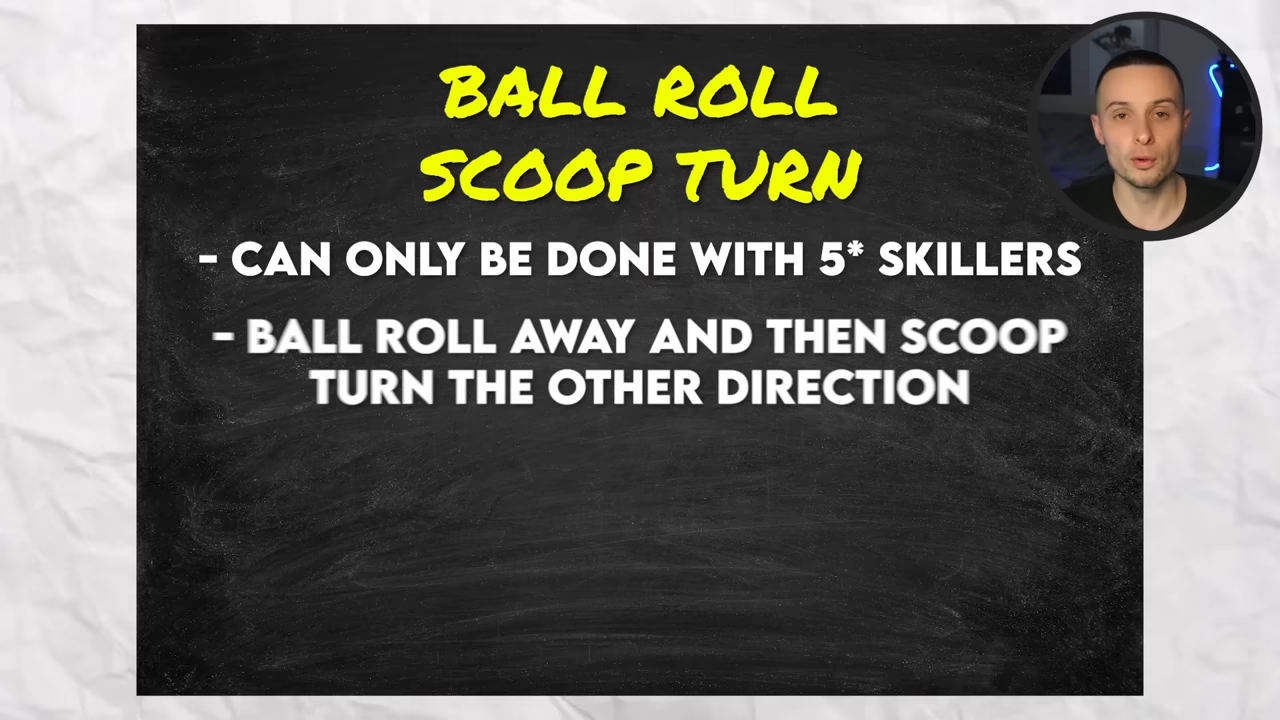 BALL ROLL
SCOOP TURN
- CAN ONLY BE DONE WITH 5* SKILLERS
- BALL ROLL AWAY AND THEN SCOOP
TURN THE OTHER DIRECTION